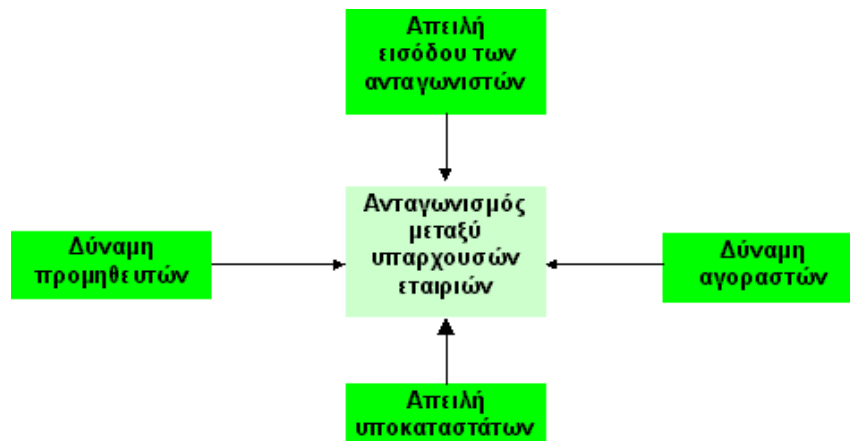 Απειλή
εισόδου των
ανταγωνιστών
Ανταγωνισμός
μεταξύ
υπαρχουσών
εταιριών
Δύναμη
προμηθευτών
Δύναμη
αγοραστών
Απειλή
υποκαταστάτων